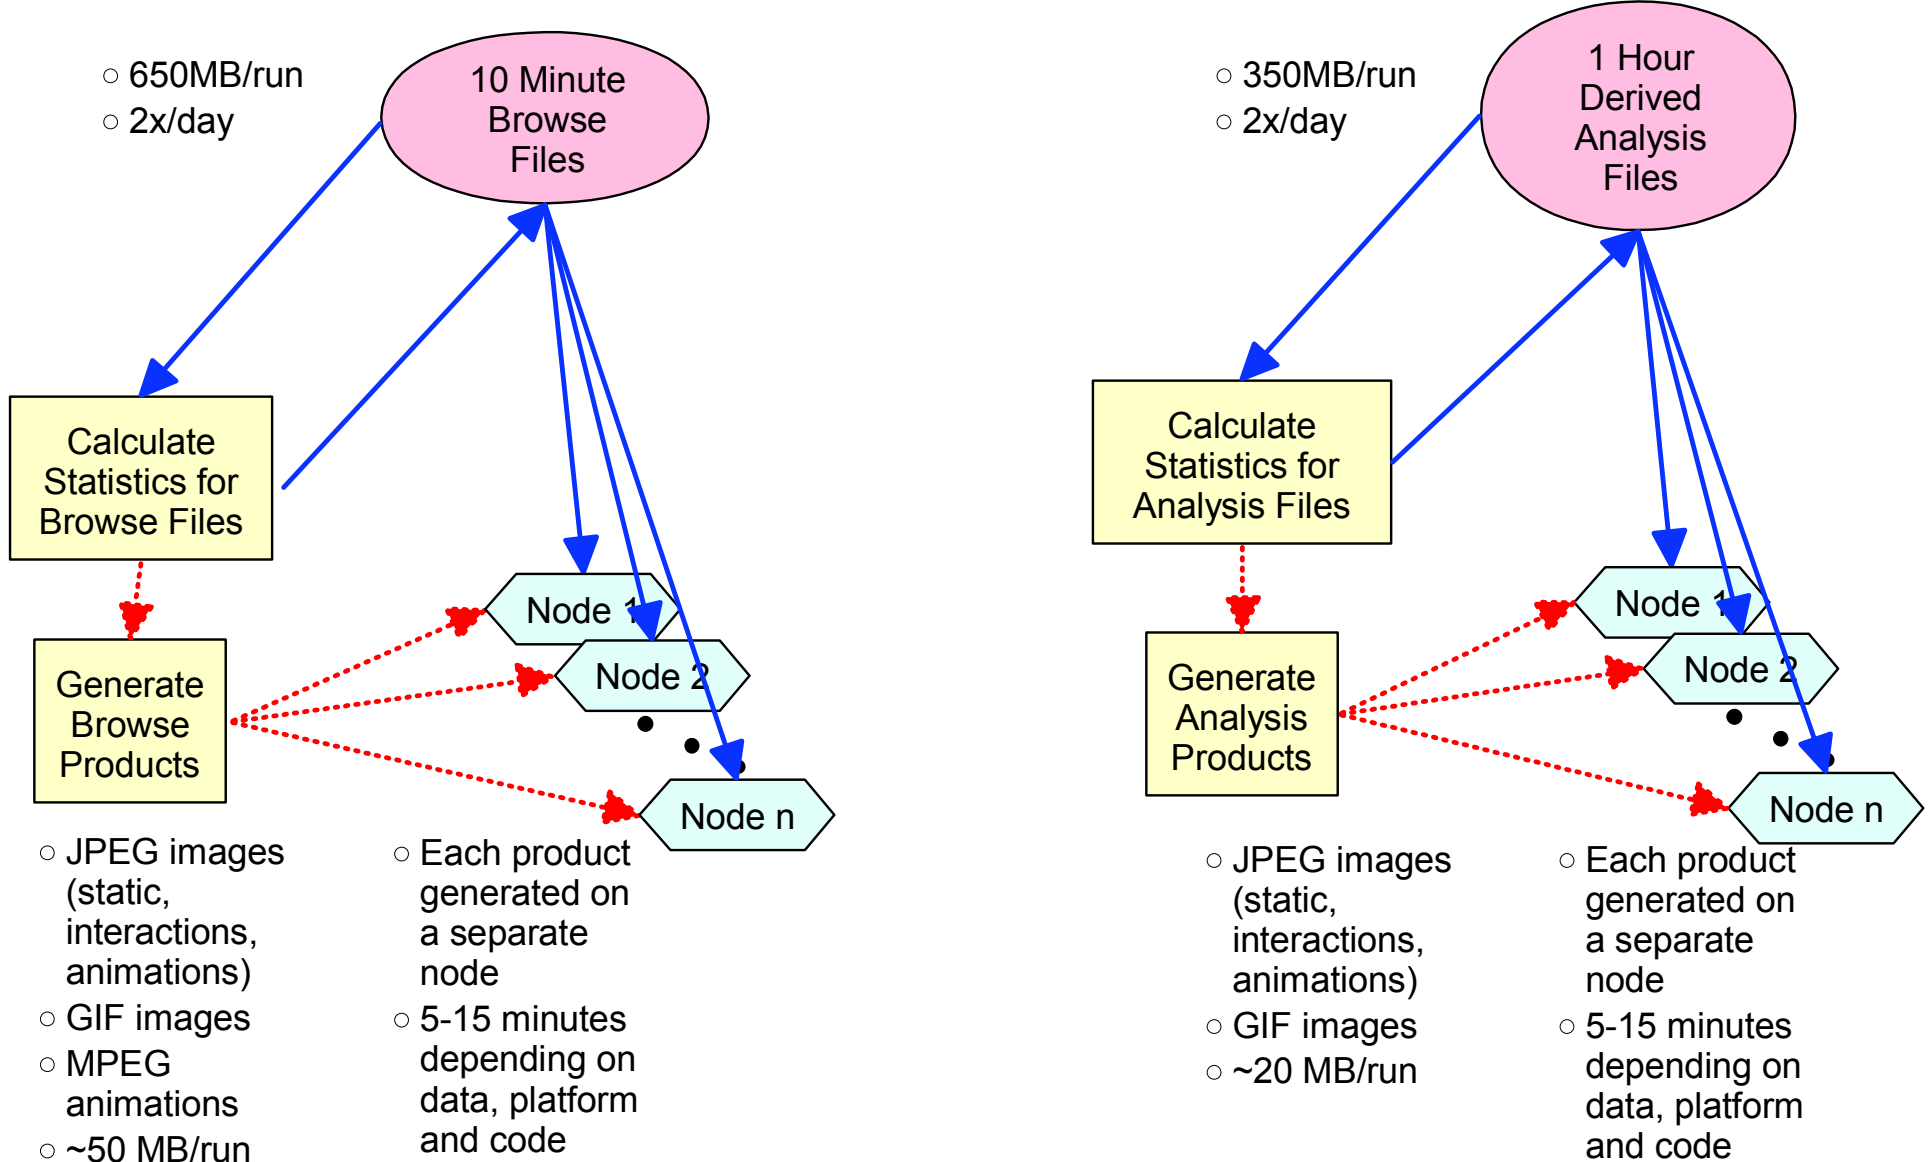 ○ 650MB/run
○ 2x/day
10 Minute
Browse
Files
Calculate
Statistics for
Browse Files
Generate
Browse
Products
Node 1
Node 2
Node n
○ JPEG images
(static,
interactions,
animations)
○ GIF images
○ MPEG
animations
○ ~50 MB/run
○ Each product
generated on
a separate
node
○ 5-15 minutes
depending on
data, platform
and code
○ 350MB/run
○ 2x/day
1 Hour
Derived
Analysis
Files
Calculate
Statistics for
Analysis Files
Generate
Analysis
Products
Node 1
Node 2
Node n
○ JPEG images
(static,
interactions,
animations)
○ GIF images
○ ~20 MB/run
○ Each product
generated on
a separate
node
○ 5-15 minutes
depending on
data, platform
and code